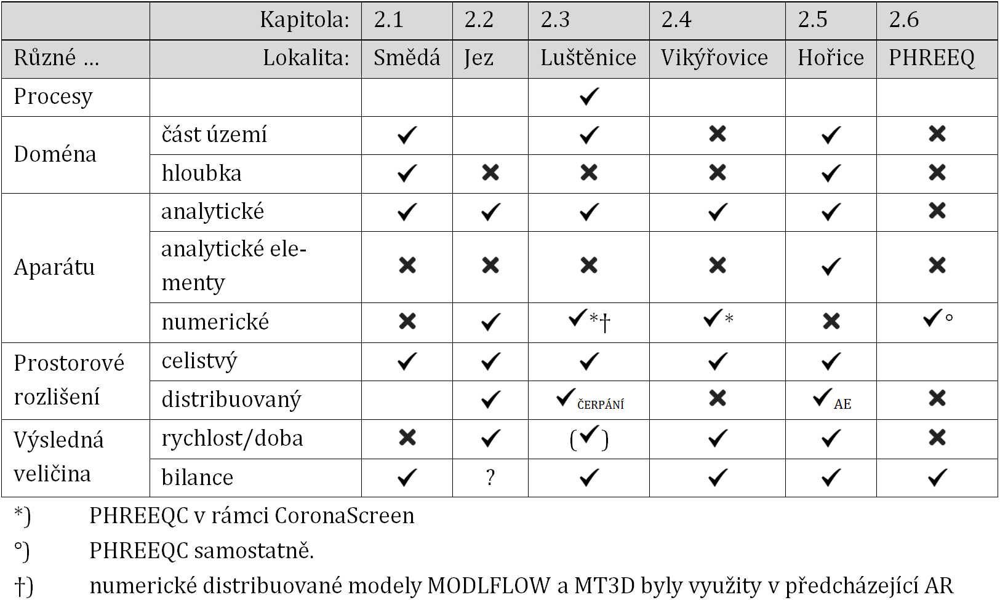 Kapitola: 2.1 2.2 2.3 2.4 2.5 2.6
Různé ... Lokalita: Smědá Jez Luštěnice Vikýřovice Hořice PHREEQ
Procesy ✓
Doména
část území ✓ ✓ ✖ ✓ ✖
hloubka ✓ ✖ ✖ ✖ ✓ ✖
Aparátu
analytické ✓ ✓ ✓ ✓ ✓ ✖
analytické ele-
menty ✖ ✖ ✖ ✖ ✓ ✖
numerické ✖ ✓ ✓*† ✓* ✖ ✓°
Prostorové
rozlišení
celistvý ✓ ✓ ✓ ✓ ✓
distribuovaný ✓ ✓ČERPÁNÍ ✖ ✓AE ✖
Výsledná
veličina
rychlost/doba ✖ ✓ (✓) ✓ ✓ ✖
bilance ✓ ? ✓ ✓ ✓ ✓
*) PHREEQC v rámci CoronaScreen
°) PHREEQC samostatně.
†) numerické distribuované modely MODLFLOW a MT3D byly využity v předcházející AR